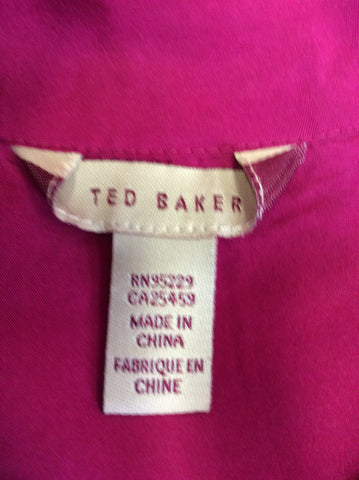 TED BAKER
RN95229
CA25459
MADE IN
CHINA
FABRIQUE EN
CHINE